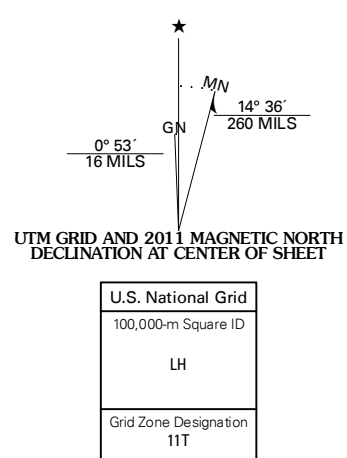 ★
MN
GN
14° 36´
260 MILS
0° 53´
16 MILS
UTM GRID AND 2011 MAGNETIC NORTH
DECLINATION AT CENTER OF SHEET
U.S. National Grid
100,000-m Square ID
LH
Grid Zone Designation
11T